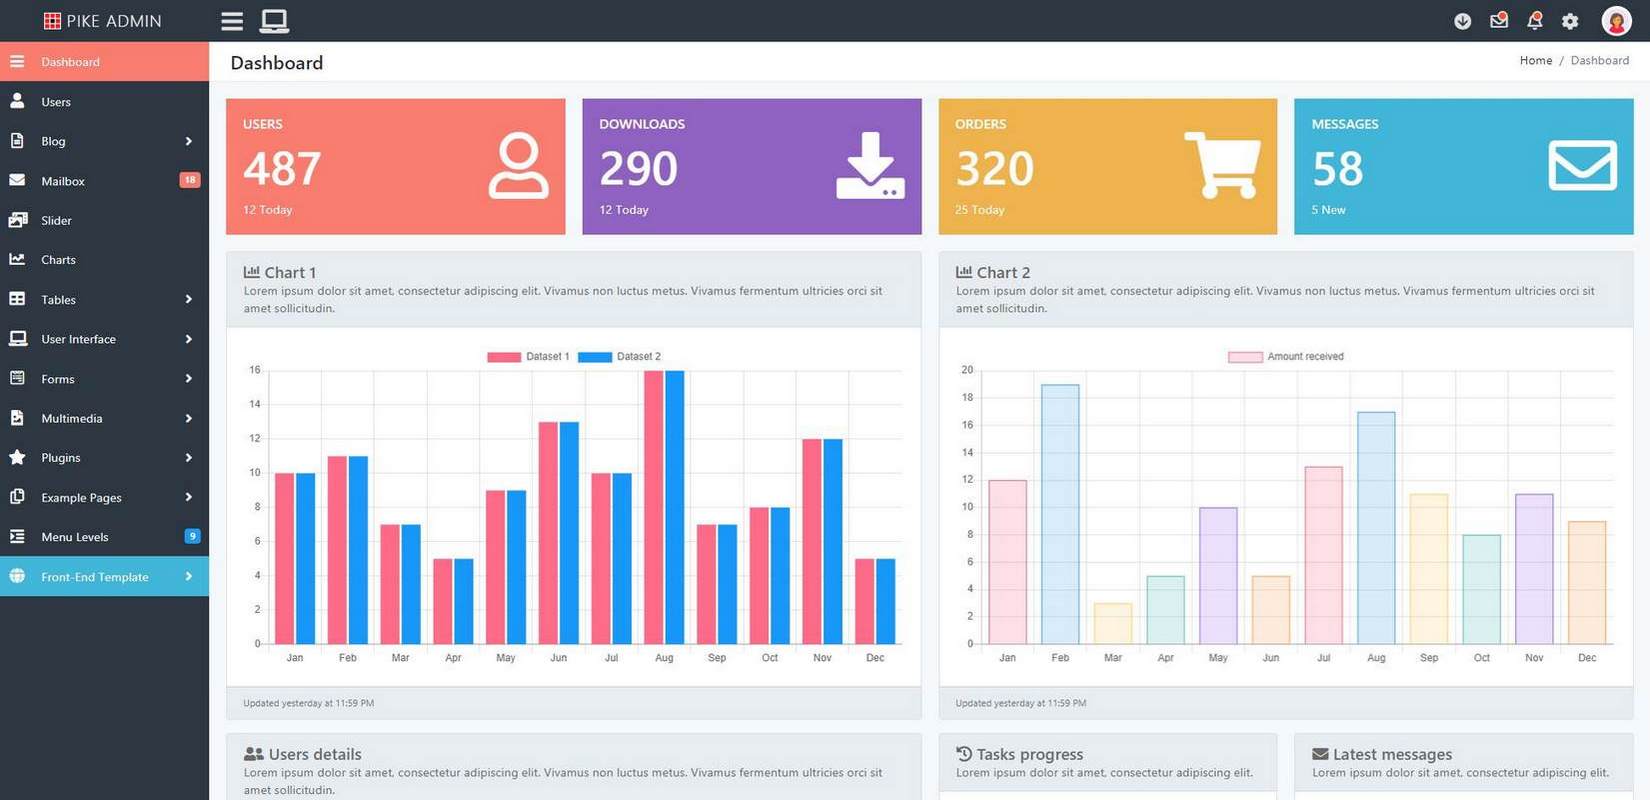 PIKE ADMIN
Dashboard
Users
Blog
Mailbox 18
Slider
Charts
Tables
User Interface
Forms
Multimedia
Plugins
Example Pages
Menu Levels 9
Front-End Template
Dashboard
Home / Dashboard
USERS
487
12 Today
DOWNLOADS
290
12 Today
ORDERS
320
25 Today
MESSAGES
58
5 New
Chart 1
Lorem ipsum dolor sit amet, consectetur adipiscing elit. Vivamus non luctus metus. Vivamus fermentum ultricies orci sit
amet sollicitudin.
Dataset 1 Dataset 2
16
14
12
10
8
6
4
2
0
Jan Feb Mar Apr May Jun Jul Aug Sep Oct Nov Dec
Updated yesterday at 11:59 PM
Chart 2
Lorem ipsum dolor sit amet, consectetur adipiscing elit. Vivamus non luctus metus. Vivamus fermentum ultricies orci sit
amet sollicitudin.
Amount received
20
18
16
14
12
10
8
6
4
2
0
Jan Feb Mar Apr May Jun Jul Aug Sep Oct Nov Dec
Updated yesterday at 11:59 PM
Users details
Lorem ipsum dolor sit amet, consectetur adipiscing elit. Vivamus non luctus metus. Vivamus fermentum ultricies orci sit
amet sollicitudin.
Tasks progress
Lorem ipsum dolor sit amet, consectetur adipiscing elit.
Latest messages
Lorem ipsum dolor sit amet, consectetur adipiscing elit.